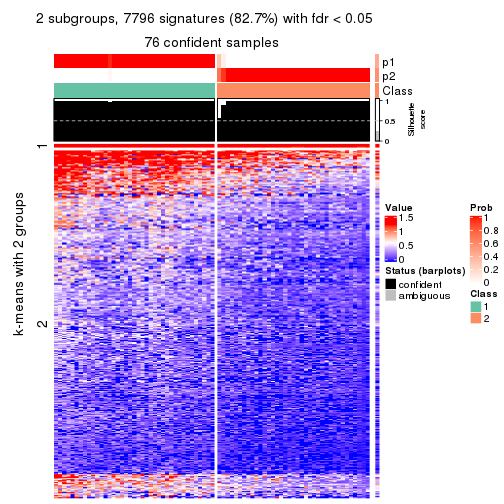 2 subgroups, 7796 signatures (82.7%) with fdr < 0.05
76 confident samples
p1
p2
Class
1
0.5
0
Silhouette
score
k-means with 2 groups
1
2
Value
1.5
1
0.5
0
Status (barplots)
confident
ambiguous
Prob
1
0.8
0.6
0.4
0.2
0
Class
1
2